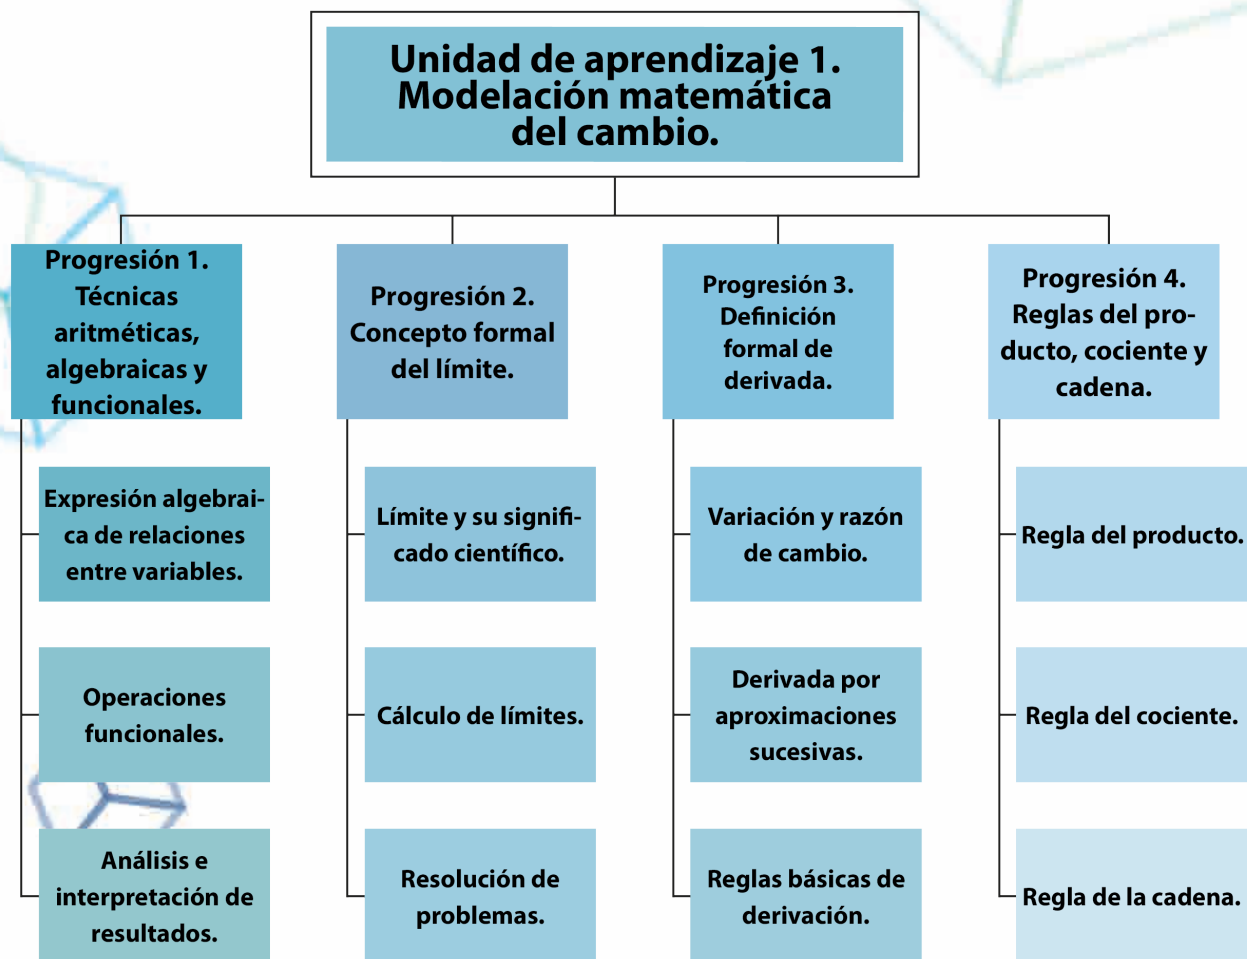 Unidad de aprendizaje 1.
Modelación matemática
del cambio.
Progresión 1.
Técnicas
aritméticas,
algebraicas y
funcionales.
Expresión algebrai-
ca de relaciones
entre variables.
Operaciones
funcionales.
Análisis e
interpretación de
resultados.
Progresión 2.
Concepto formal
del límite.
Límite y su signifi-
cado científico.
Cálculo de límites.
Resolución de
problemas.
Progresión 3.
Definición
formal de
derivada.
Variación y razón
de cambio.
Derivada por
aproximaciones
sucesivas.
Reglas básicas de
derivación.
Progresión 4.
Reglas del pro-
ducto, cociente y
cadena.
Regla del producto.
Regla del cociente.
Regla de la cadena.